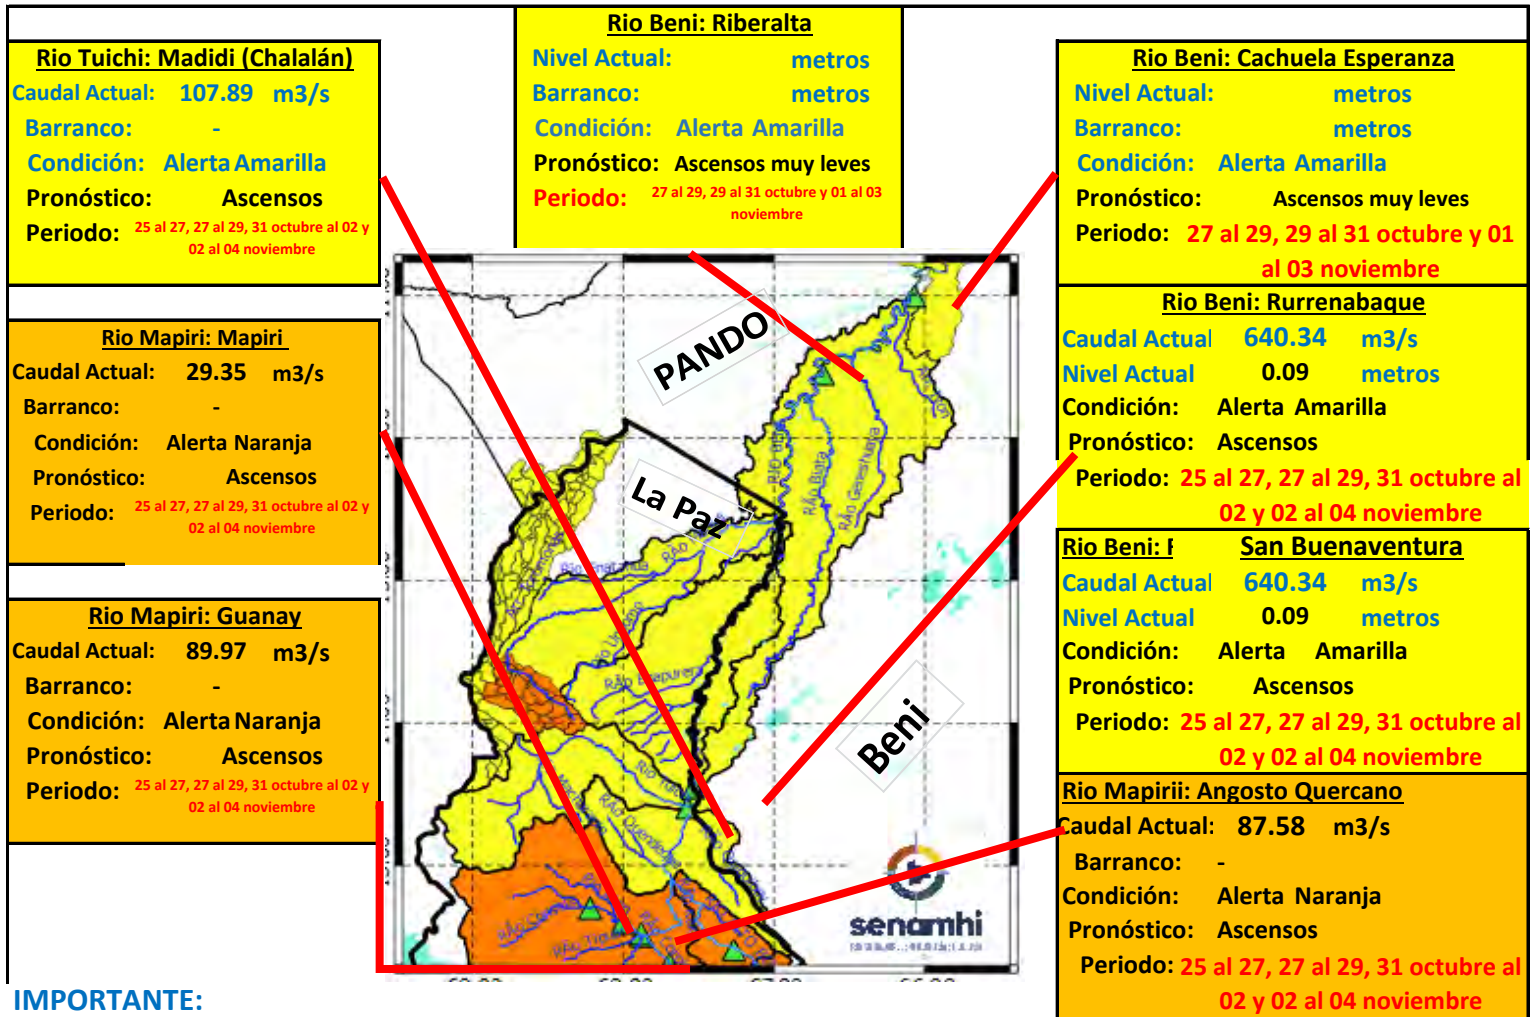 Rio Tuichi: Madidi (Chalalán)
Caudal Actual: 107.89 m3/s
Barranco: -
Condición: Alerta Amarilla
Pronóstico: Ascensos
Periodo: 25 al 27, 27 al 29, 31 octubre al 02 y
02 al 04 noviembre
Rio Mapiri: Mapiri
Caudal Actual: 29.35 m3/s
Barranco: -
Condición: Alerta Naranja
Pronóstico: Ascensos
Periodo: 25 al 27, 27 al 29, 31 octubre al 02 y
02 al 04 noviembre
Rio Mapiri: Guanay
Caudal Actual: 89.97 m3/s
Barranco: -
Condición: Alerta Naranja
Pronóstico: Ascensos
Periodo: 25 al 27, 27 al 29, 31 octubre al 02 y
02 al 04 noviembre
Rio Beni: Riberalta
Nivel Actual: metros
Barranco: metros
Condición: Alerta Amarilla
Pronóstico: Ascensos muy leves
Periodo: 27 al 29, 29 al 31 octubre y 01 al 03
noviembre
PANDO
La Paz
Beni
RÃo Biata
RÃo Geneshuaya
senamhi
Rio Beni: Cachuela Esperanza
Nivel Actual: metros
Barranco: metros
Condición: Alerta Amarilla
Pronóstico: Ascensos muy leves
Periodo: 27 al 29, 29 al 31 octubre y 01
al 03 noviembre
Rio Beni: Rurrenabaque
Caudal Actual 640.34 m3/s
Nivel Actual 0.09 metros
Condición: Alerta Amarilla
Pronóstico: Ascensos
Periodo: 25 al 27, 27 al 29, 31 octubre al
02 y 02 al 04 noviembre
Rio Beni: San Buenaventura
Caudal Actual 640.34 m3/s
Nivel Actual 0.09 metros
Condición: Alerta Amarilla
Pronóstico: Ascensos
Periodo: 25 al 27, 27 al 29, 31 octubre al
02 y 02 al 04 noviembre
Rio Mapirii: Angosto Quercano
Caudal Actual: 87.58 m3/s
Barranco: -
Condición: Alerta Naranja
Pronóstico: Ascensos
Periodo: 25 al 27, 27 al 29, 31 octubre al
02 y 02 al 04 noviembre
IMPORTANTE: